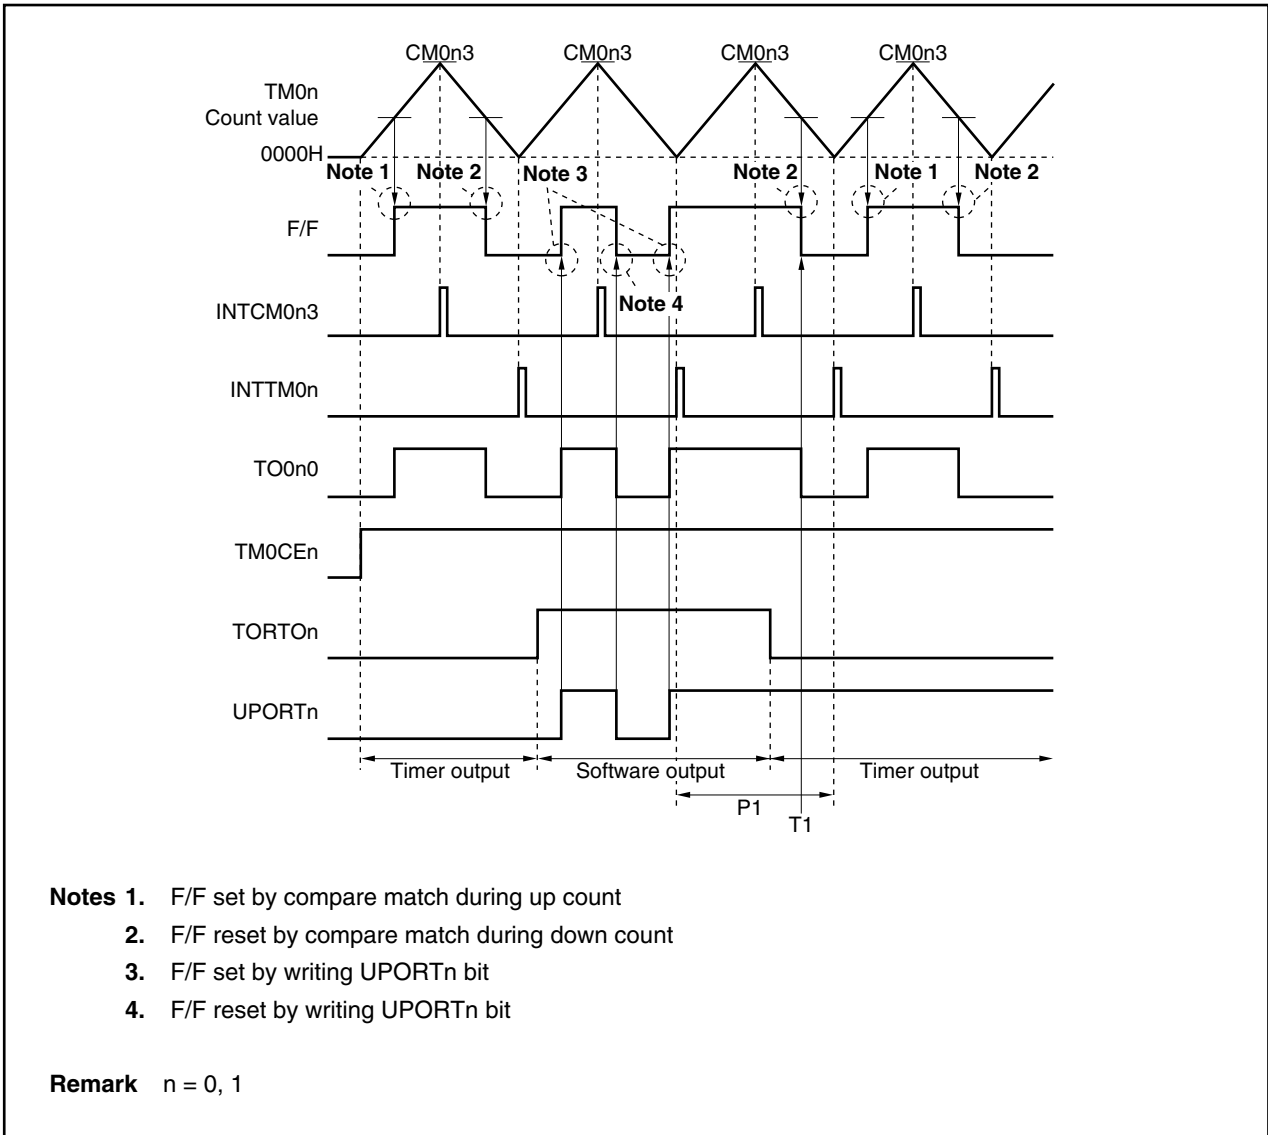 CM0n3 CM0n3 CM0n3 CM0n3
TM0n
Count value
0000H
Note 1 Note 2 Note 3 Note 2 Note 1 Note 2
F/F
Note 4
INTCM0n3
INTTM0n
TO0n0
TM0CEn
TORTOn
UPORTn
Timer output Software output Timer output
P1
T1
Notes 1. F/F set by compare match during up count
2. F/F reset by compare match during down count
3. F/F set by writing UPORTn bit
4. F/F reset by writing UPORTn bit
Remark n = 0, 1